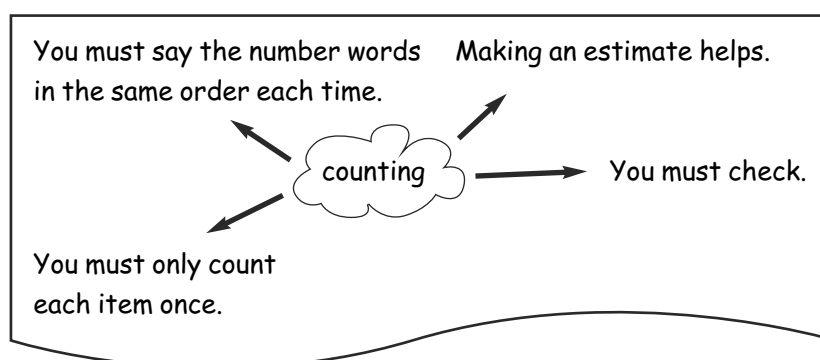 You must say the number words
in the same order each time.
Making an estimate helps.
counting
You must check.
You must only count
each item once.